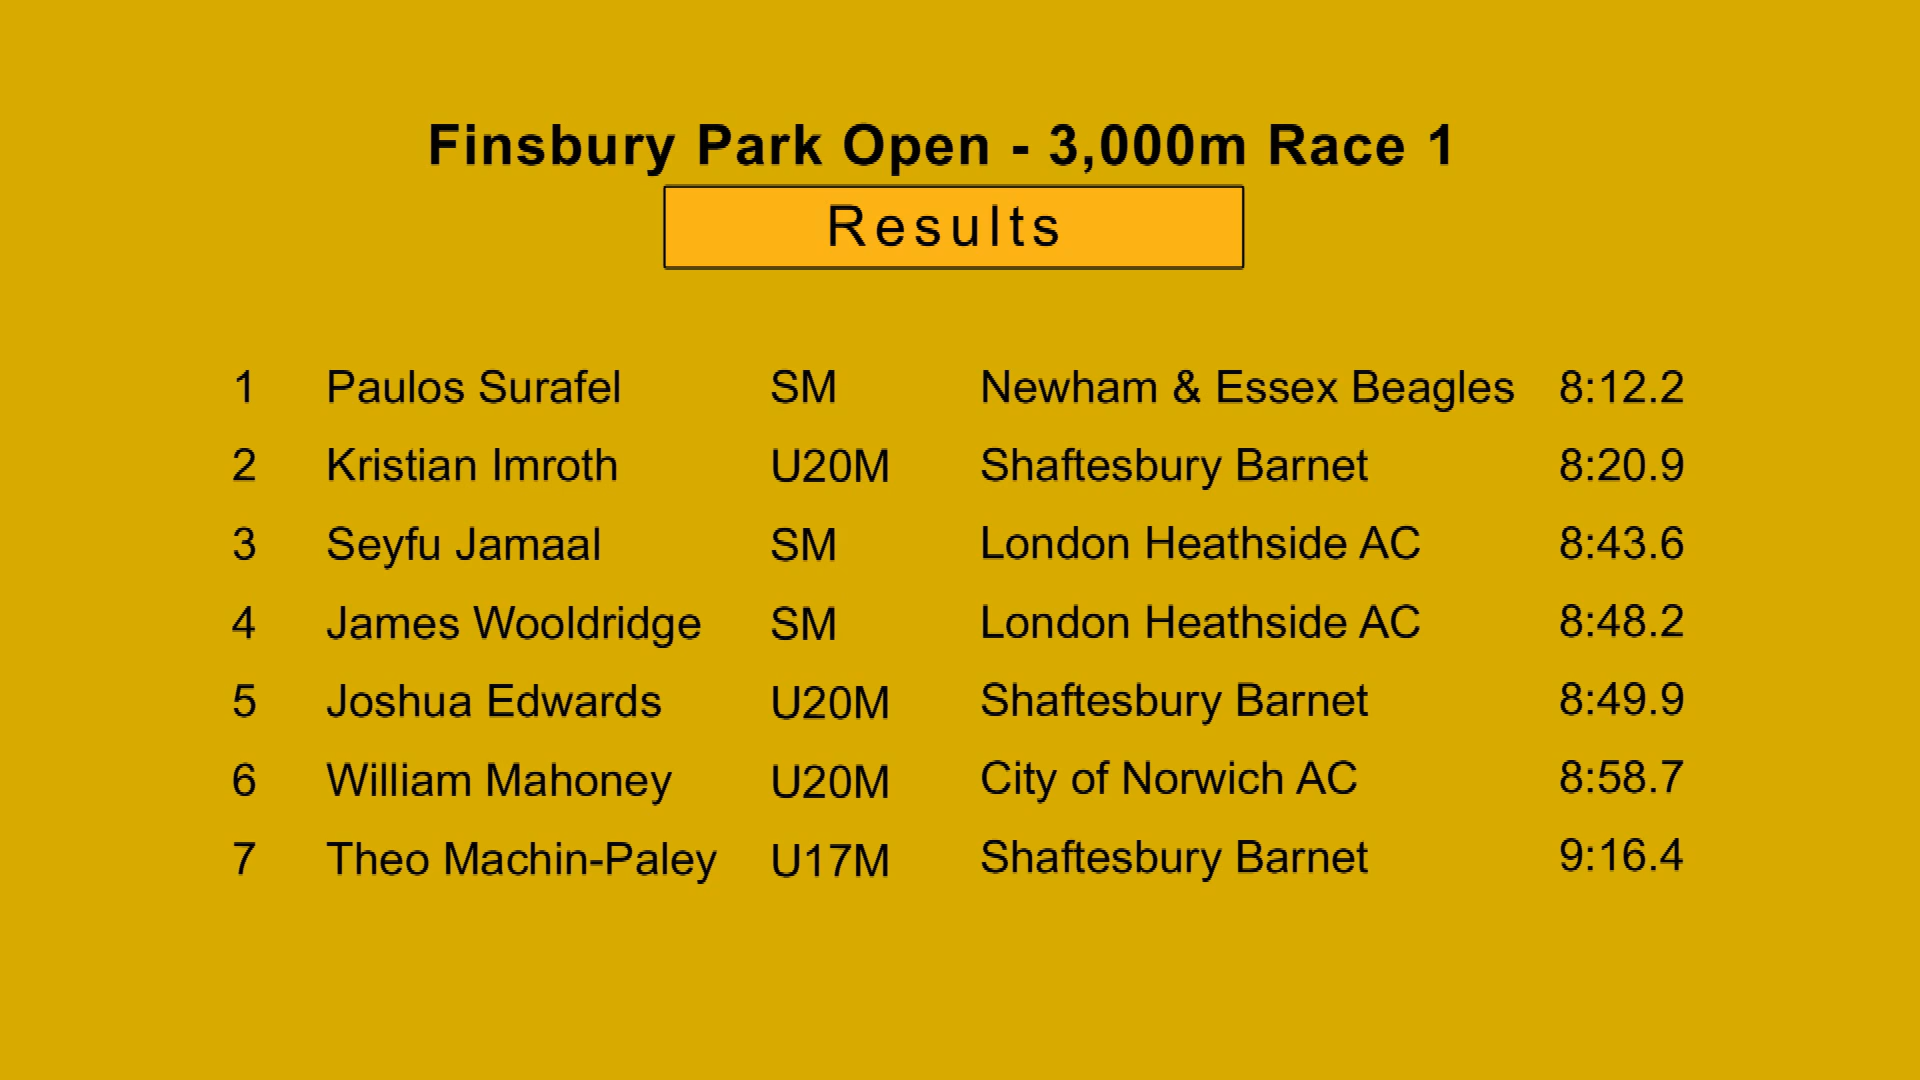 Finsbury Park Open - 3,000m Race 1
Results
1 Paulos Surafel SM Newham & Essex Beagles 8:12.2
2 Kristian Imroth U20M Shaftesbury Barnet 8:20.9
3 Seyfu Jamaal SM London Heathside AC 8:43.6
4 James Wooldridge SM London Heathside AC 8:48.2
5 Joshua Edwards U20M Shaftesbury Barnet 8:49.9
6 William Mahoney U20M City of Norwich AC 8:58.7
7 Theo Machin-Paley U17M Shaftesbury Barnet 9:16.4